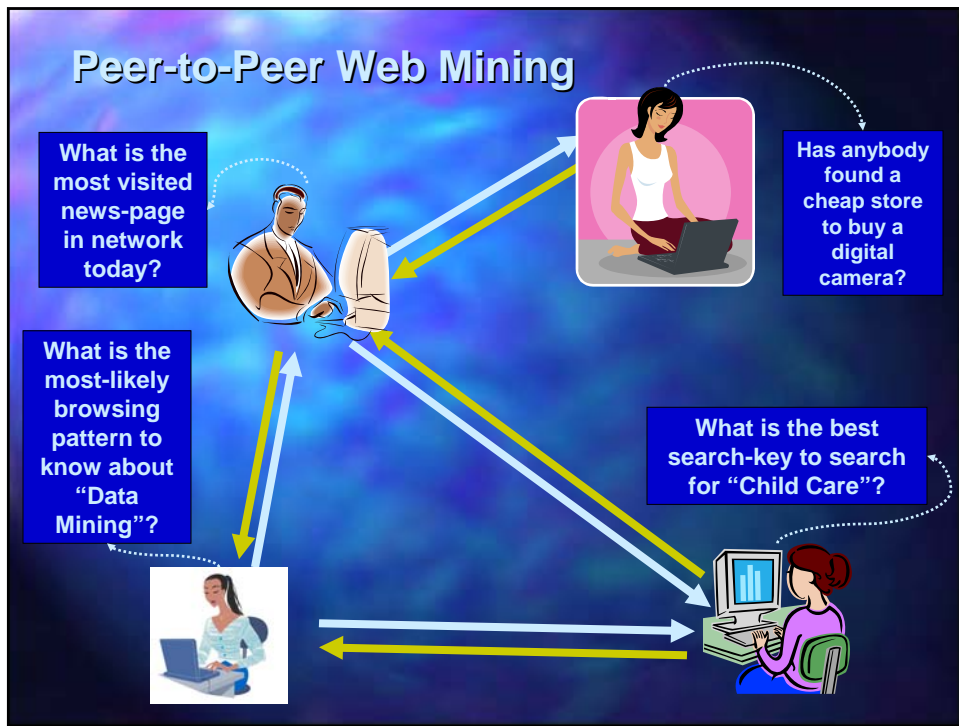 Peer-to-Peer Web Mining
What is the
most visited
news-page
in network
today?
Has anybody
found a
cheap store
to buy a
digital
camera?
What is the
most-likely
browsing
pattern to
know about
“Data
Mining”?
What is the best
search-key to search
for “Child Care”?